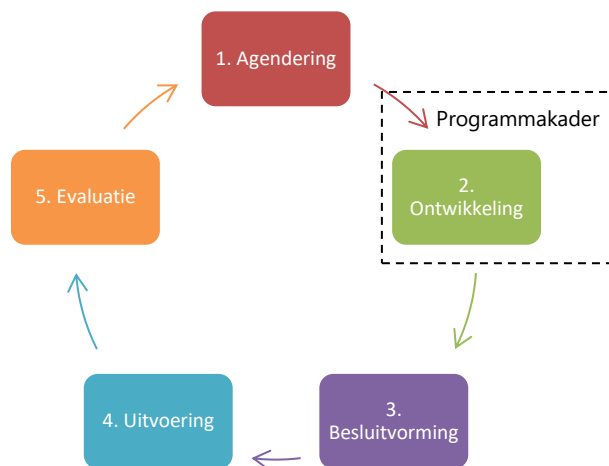 1. Agendering
Programmakader
2.
Ontwikkeling
5. Evaluatie
3.
Besluitvorming
4. Uitvoering